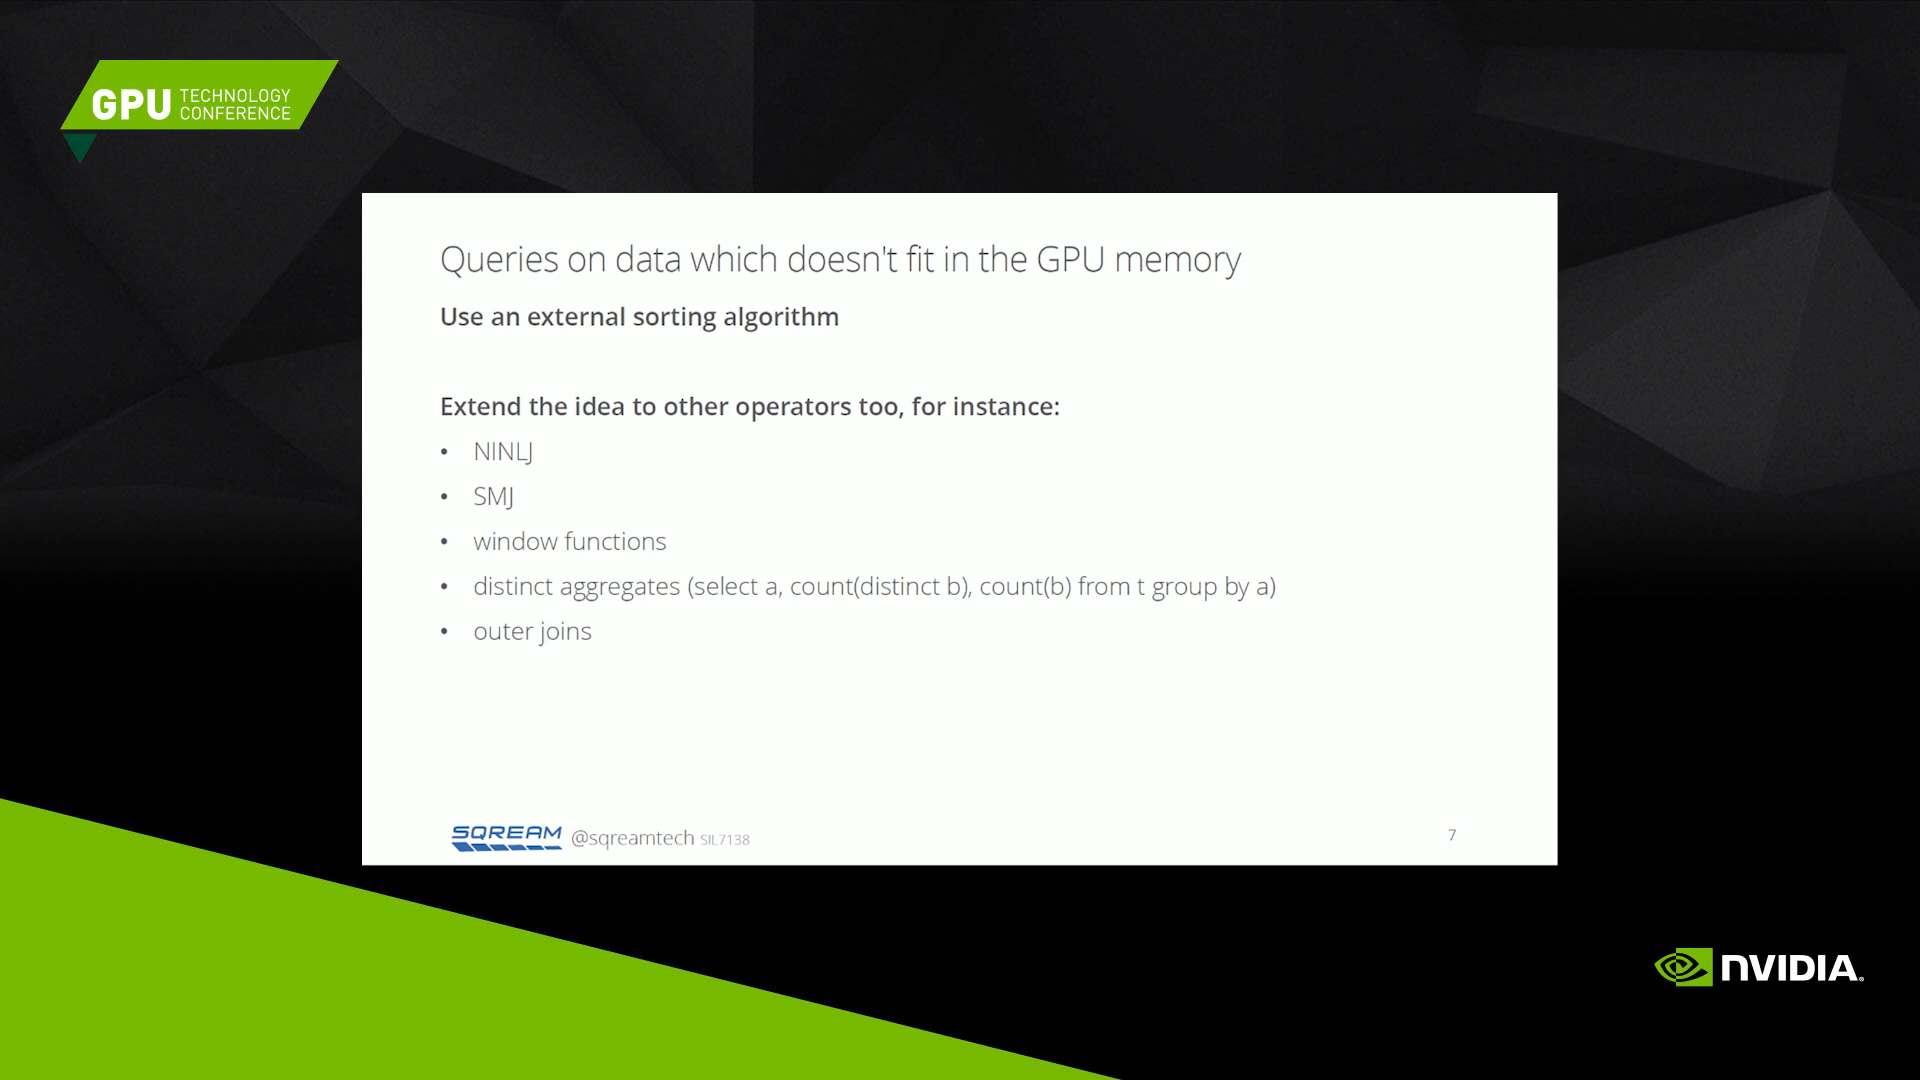 GPU TECHNOLOGY
CONFERENCE
Queries on data which doesn't fit in the GPU memory
Use an external sorting algorithm
Extend the idea to other operators too, for instance:
• NINLJ
• SMJ
• window functions
• distinct aggregates (select a, count(distinct b), count(b) from t group by a)
• outer joins
SQREAM @sqreamtech SIL7138
7
NVIDIA.